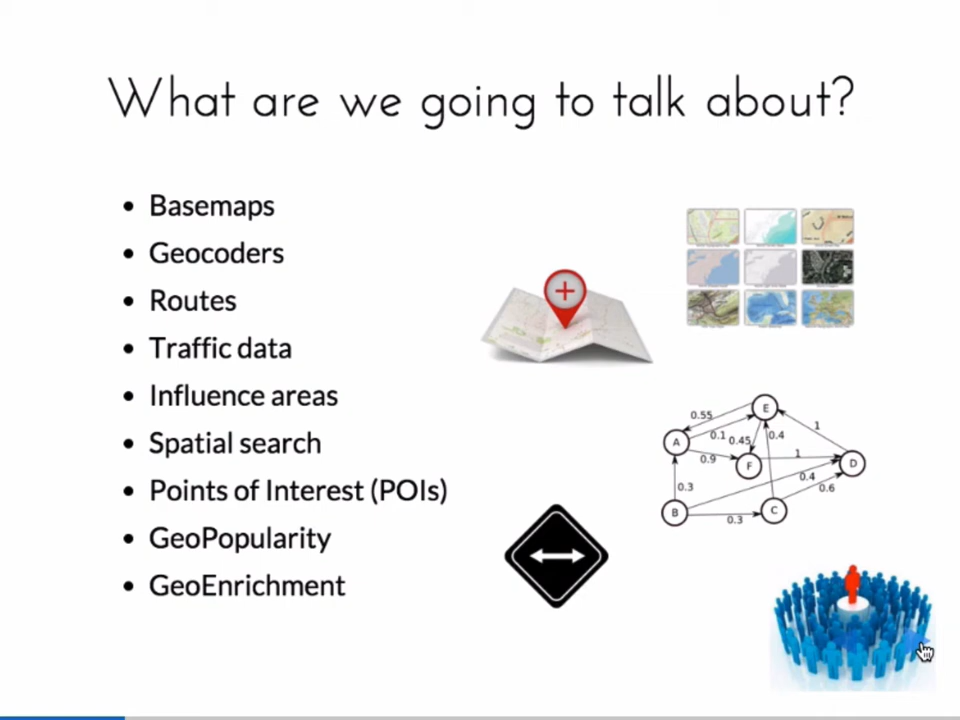 What are we going to talk about?
• Basemaps
• Geocoders
• Routes
• Traffic data
• Influence areas
• Spatial search
• Points of Interest (POIs)
• GeoPopularity
• GeoEnrichment
E
0.55
1
A
0.1
0.45
0.4
0.9
F
1
D
0.4
0.6
0.3
B
C
0.3